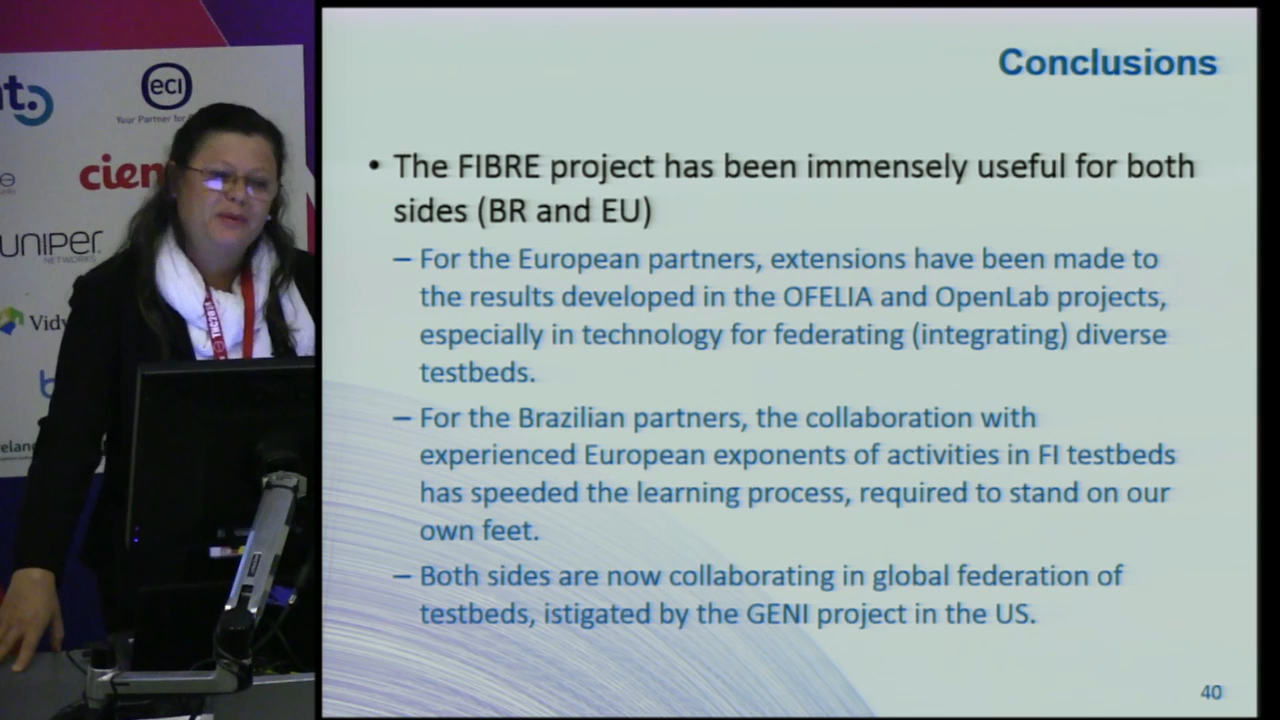 t.
eci
Your Partner for
cien
UNIPER
NETWORKS
Vidy
b
relan
Conclusions
• The FIBRE project has been immensely useful for both
sides (BR and EU)
– For the European partners, extensions have been made to
the results developed in the OFELIA and OpenLab projects,
especially in technology for federating (integrating) diverse
testbeds.
– For the Brazilian partners, the collaboration with
experienced European exponents of activities in FI testbeds
has speeded the learning process, required to stand on our
own feet.
– Both sides are now collaborating in global federation of
testbeds, istigated by the GENI project in the US.
40